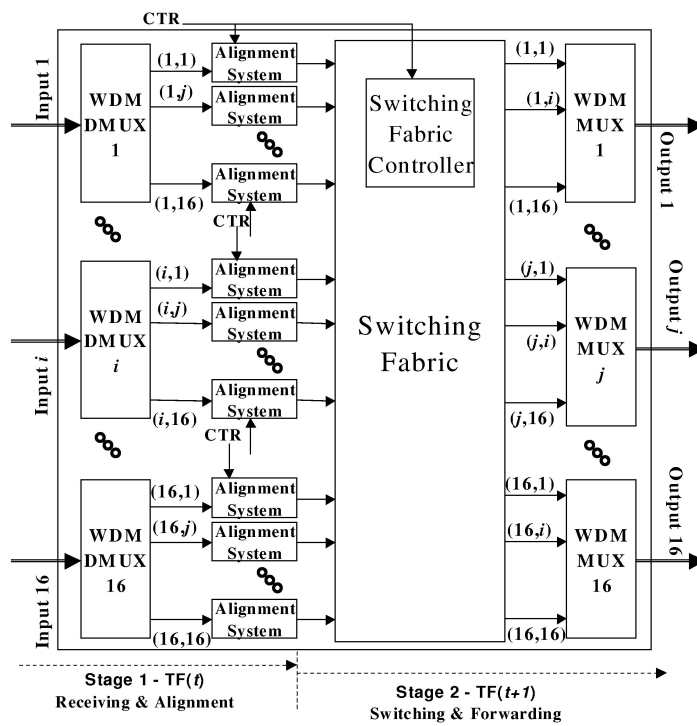 CTR
Input 1
WDM
DMUX
1
(1,1)
(1,j)
(1,16)
Alignment
System
Alignment
System
Alignment
System
CTR
Switching
Fabric
Controller
(1,1)
(1,i)
(1,16)
WDM
MUX
1
Output 1
Input i
WDM
DMUX
i
(i,1)
(i,j)
(i,16)
Alignment
System
Alignment
System
Alignment
System
CTR
Switching
Fabric
(j,1)
(j,i)
(j,16)
WDM
MUX
j
Output j
Input 16
WDM
DMUX
16
(16,1)
(16,j)
(16,16)
Alignment
System
Alignment
System
Alignment
System
(16,1)
(16,i)
(16,16)
WDM
MUX
16
Output 16
Stage 1 - TF(t)
Receiving & Alignment
Stage 2 - TF(t+1)
Switching & Forwarding